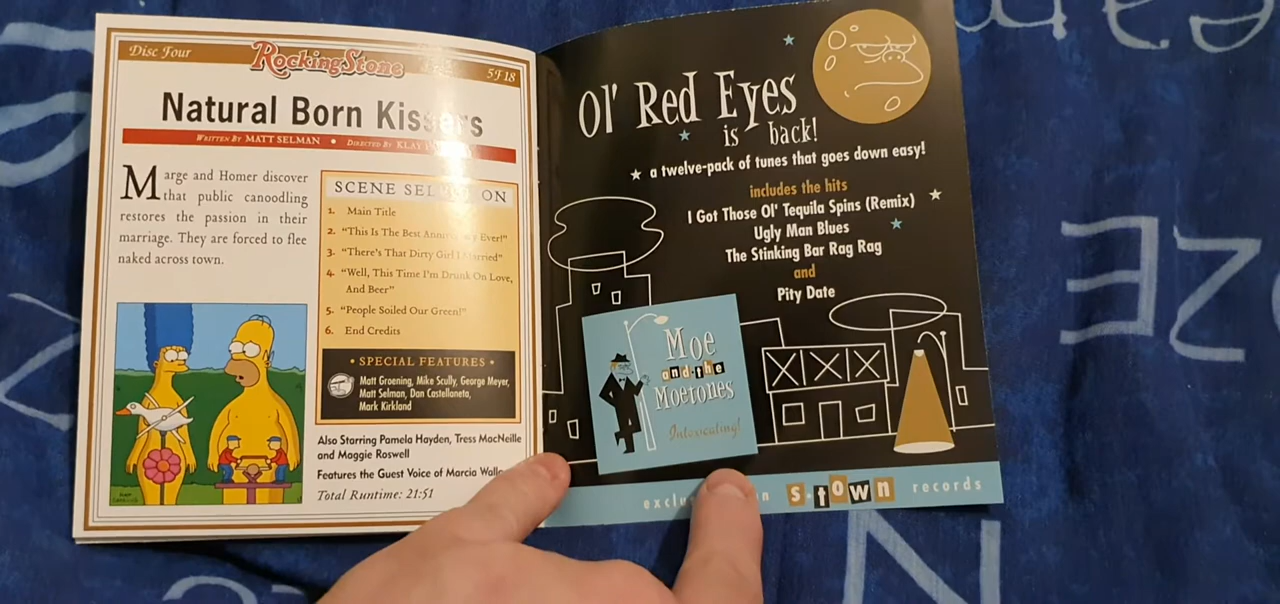 Disc Four
RockingStone
5F18
Natural Born Kissers
WRITTEN BY MATT SELMAN • DIRECTED BY KLAY
Marge and Homer discover
that public canoodling
restores the passion in their
marriage. They are forced to flee
naked across town.
SCENE SELECTION
1. Main Title
2. "This Is The Best Anniversary Ever!"
3. "There's That Dirty Girl I Married"
4. "Well, This Time I'm Drunk On Love,
And Beer"
5. "People Soiled Our Green!"
6. End Credits
• SPECIAL FEATURES •
Matt Groening, Mike Scully, George Meyer,
Matt Selman, Dan Castellaneta,
Mark Kirkland
Also Starring Pamela Hayden, Tress MacNeille
and Maggie Roswell
Features the Guest Voice of Marcia
Total Runtime: 21:51
Ol' Red Eyes
is back!
a twelve-pack of tunes that goes down easy!
includes the hits
I Got Those Ol' Tequila Spins (Remix)
Ugly Man Blues
The Stinking Bar Rag Rag
and
Pity Date
Moe
and the
Moetones
Intoxicating!
s-town records